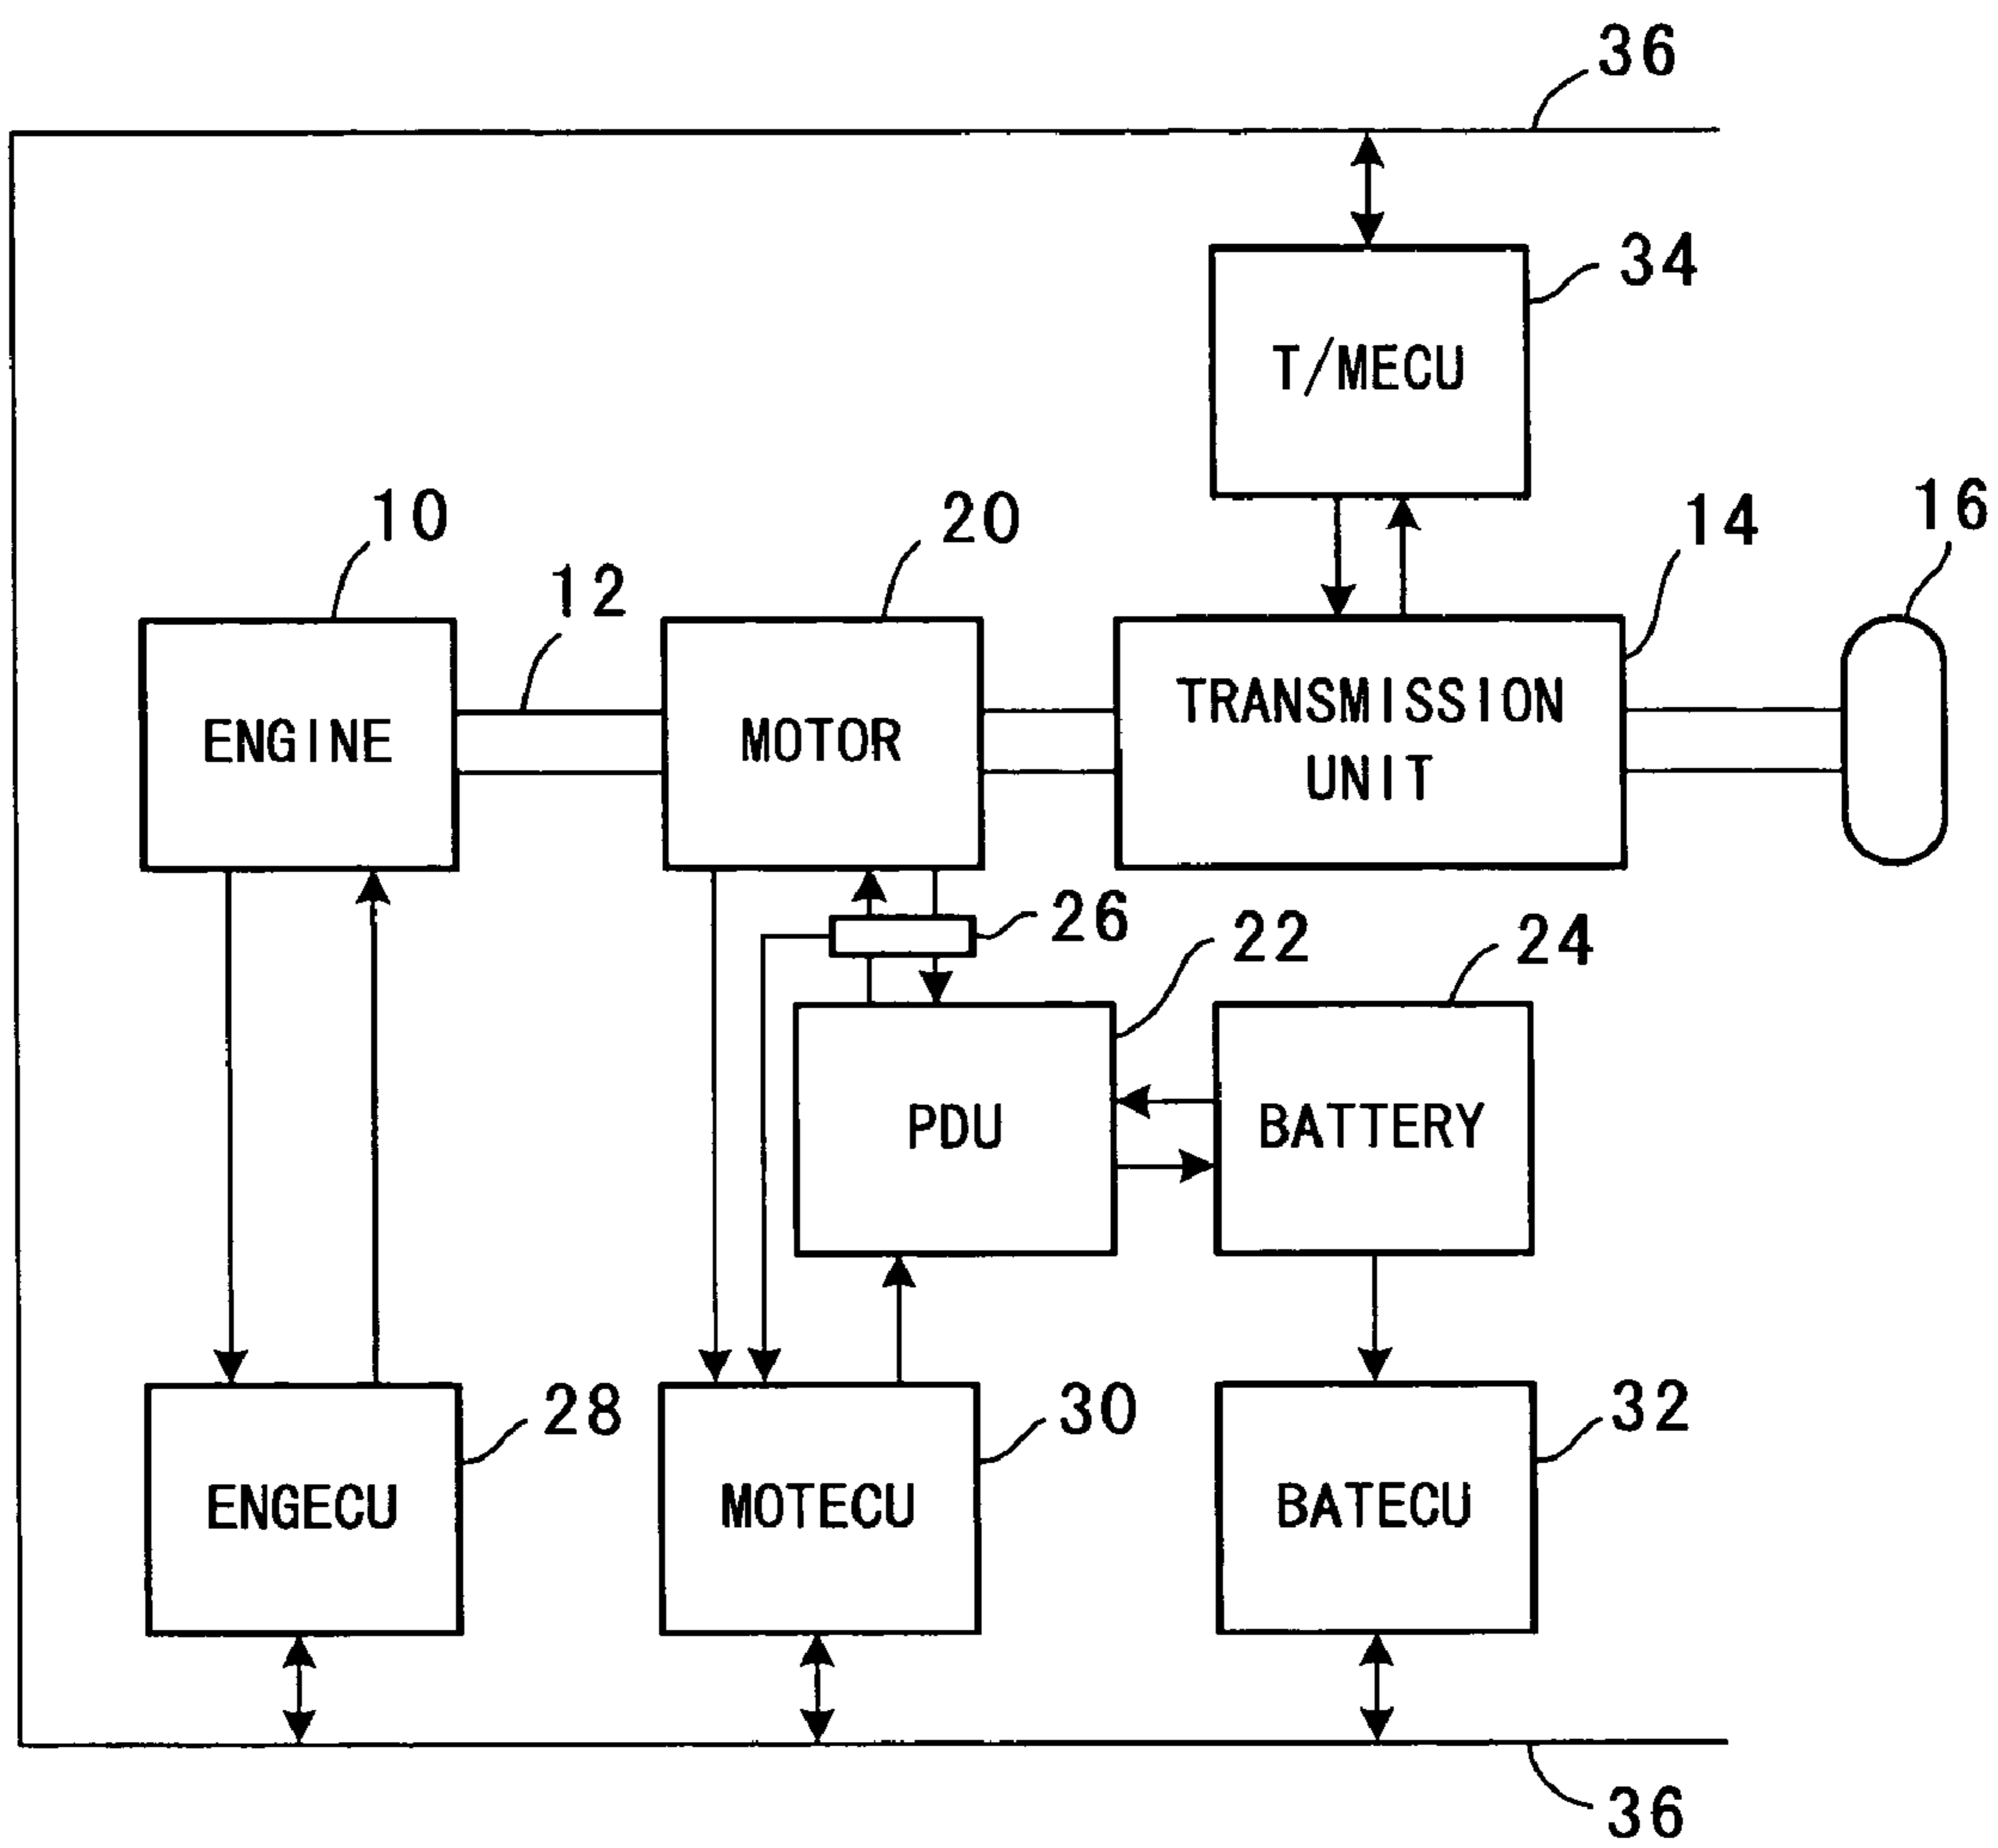 36
34
T/MECU
10
20
14
16
12
ENGINE
MOTOR
TRANSMISSION
UNIT
26
22
24
PDU
BATTERY
28
30
32
ENGECU
MOTECU
BATECU
36